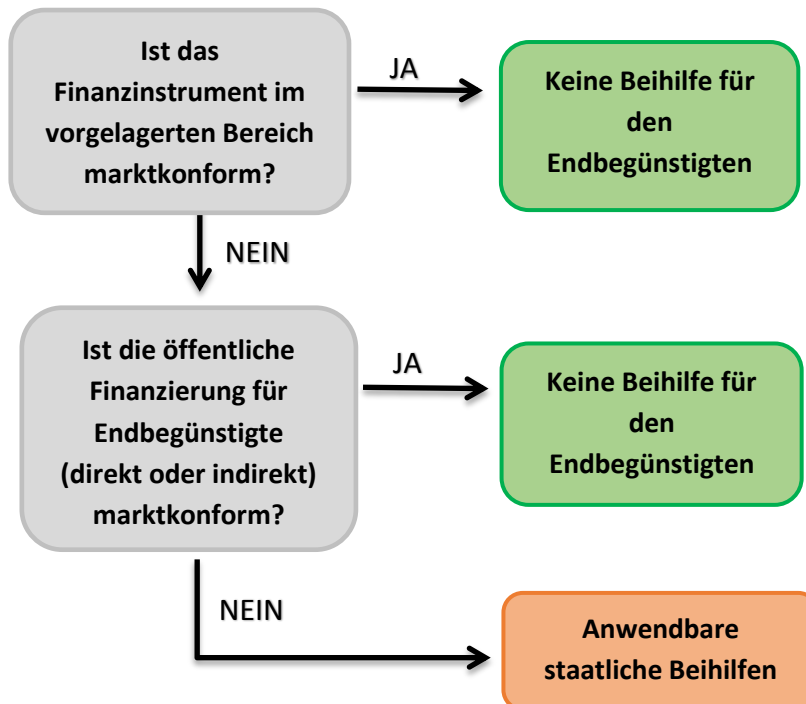 Ist das
Finanzinstrument im
vorgelagerten Bereich
marktkonform?
JA
Keine Beihilfe für
den
Endbegünstigten
NEIN
Ist die öffentliche
Finanzierung für
Endbegünstigte
(direkt oder indirekt)
marktkonform?
JA
Keine Beihilfe für
den
Endbegünstigten
NEIN
Anwendbare
staatliche Beihilfen